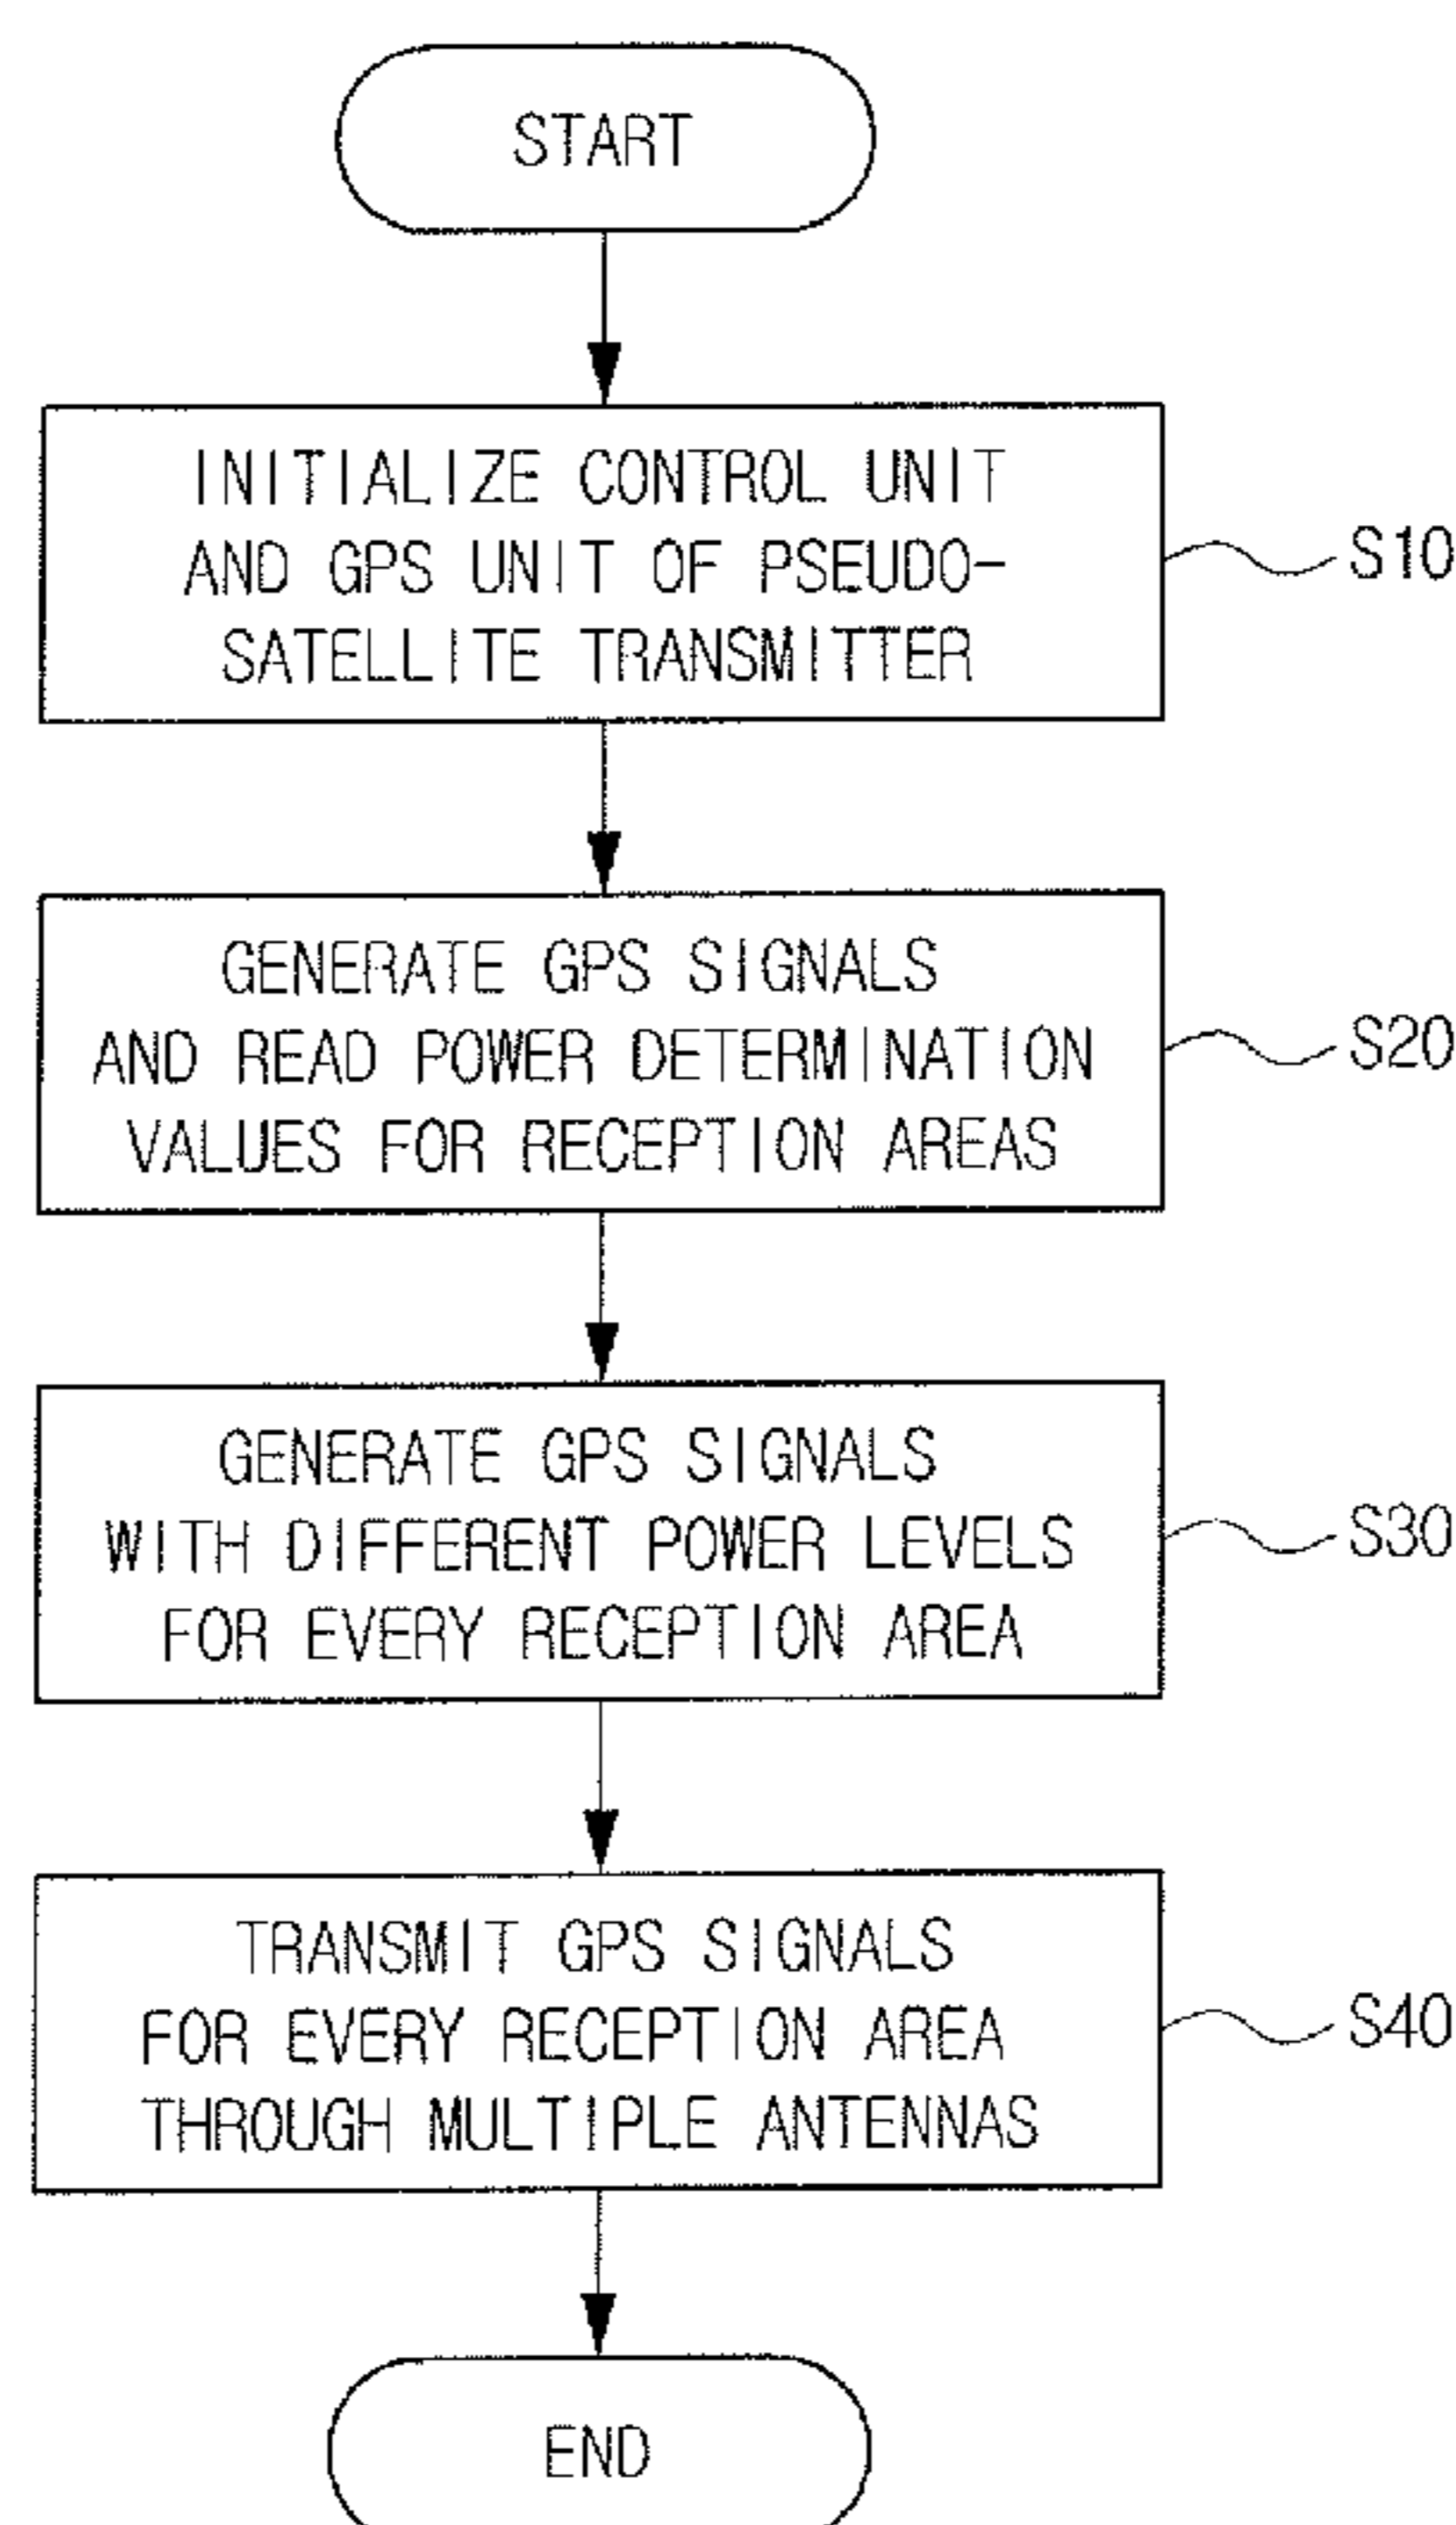 START
INITIALIZE CONTROL UNIT
AND GPS UNIT OF PSEUDO-
SATELLITE TRANSMITTER
S10
GENERATE GPS SIGNALS
AND READ POWER DETERMINATION
VALUES FOR RECEPTION AREAS
S20
GENERATE GPS SIGNALS
WITH DIFFERENT POWER LEVELS
FOR EVERY RECEPTION AREA
S30
TRANSMIT GPS SIGNALS
FOR EVERY RECEPTION AREA
THROUGH MULTIPLE ANTENNAS
S40
END